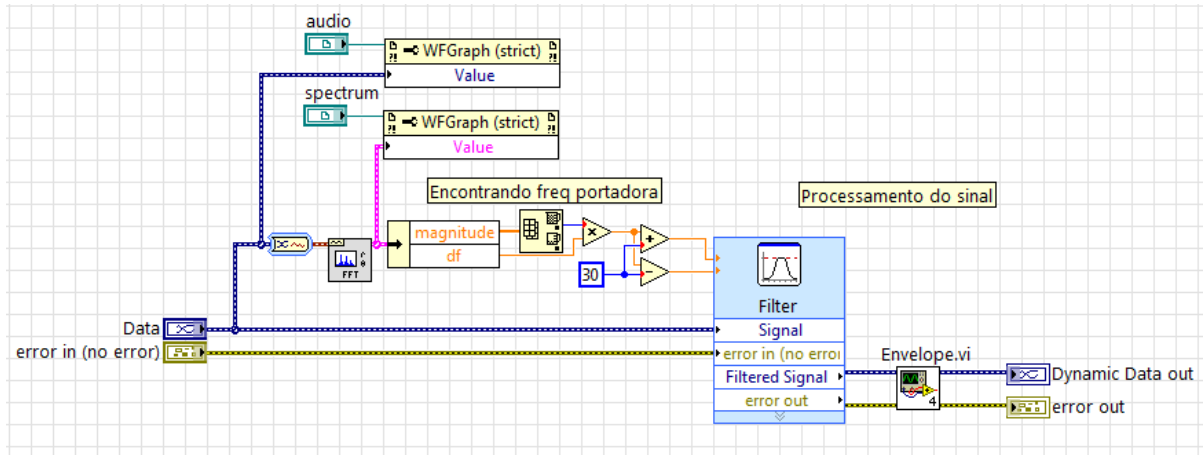 audio
WFGraph (strict)
Value
spectrum
WFGraph (strict)
Value
Encontrando freq portadora
Processamento do sinal
magnitude
df
FFT
30
Filter
Data
Signal
error in (no error)
error in (no erroi
Envelope.vi
Filtered Signal
4
Dynamic Data out
error out
error out